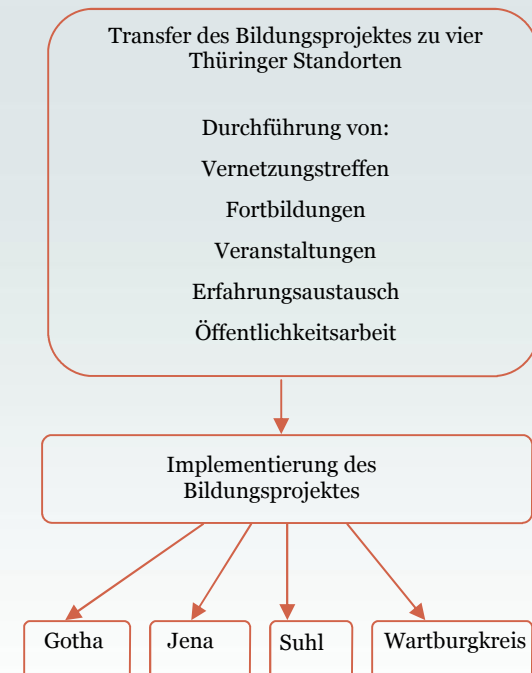 Transfer des Bildungsprojektes zu vier
Thüringer Standorten
Durchführung von:
Vernetzungstreffen
Fortbildungen
Veranstaltungen
Erfahrungsaustausch
Öffentlichkeitsarbeit
Implementierung des
Bildungsprojektes
Gotha
Jena
Suhl
Wartburgkreis